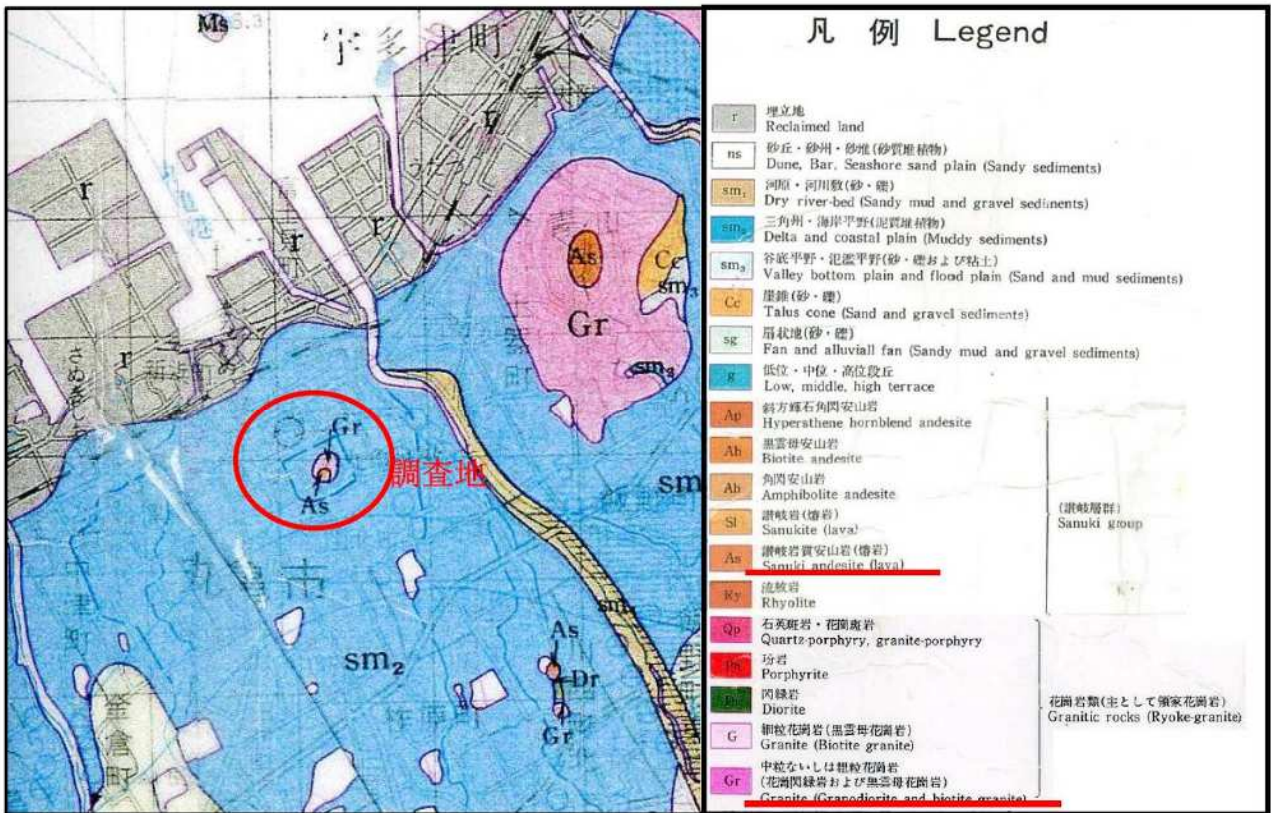 Ms
宇多津町
r
r
r
r
r
As
Cc
sm₃
Gr
sm₃
Gr
As
調査地
sm
丸亀市
sm₂
As
Dr
Gr
sm₁
中津町
金倉町
凡例 Legend
r 埋立地
Reclaimed land
ns 砂丘・砂州・砂堆(砂質堆積物)
Dune, Bar, Seashore sand plain (Sandy sediments)
sm₁ 河原・河川敷(砂・礫)
Dry river-bed (Sandy mud and gravel sediments)
sm₂ 三角州・海岸平野(泥質堆積物)
Delta and coastal plain (Muddy sediments)
sm₃ 谷底平野・氾濫平野(砂・礫および粘土)
Valley bottom plain and flood plain (Sand and mud sediments)
Cc 崖錐(砂・礫)
Talus cone (Sand and gravel sediments)
sg 扇状地(砂・礫)
Fan and alluviall fan (Sandy mud and gravel sediments)
g 低位・中位・高位段丘
Low, middle, high terrace
Ap 斜方輝石角閃安山岩
Hypersthene hornblend andesite
Ab 黒雲母安山岩
Biotite andesite
Ab 角閃安山岩
Amphibolite andesite
Sl 讃岐岩(熔岩)
Sanukite (lava)
As 讃岐岩質安山岩(熔岩)
Sanuki andesite (lava)
Ry 流紋岩
Rhyolite
(讃岐層群)
Sanuki group
Qp 石英斑岩・花崗斑岩
Quartz-porphyry, granite-porphyry
玢岩
Porphyrite
閃緑岩
Diorite
G 細粒花崗岩(黒雲母花崗岩)
Granite (Biotite granite)
Gr 中粒ないしは粗粒花崗岩
(花崗閃緑岩および黒雲母花崗岩)
Granite (Granodiorite and biotite granite)
花崗岩類(主として領家花崗岩)
Granitic rocks (Ryoke-granite)